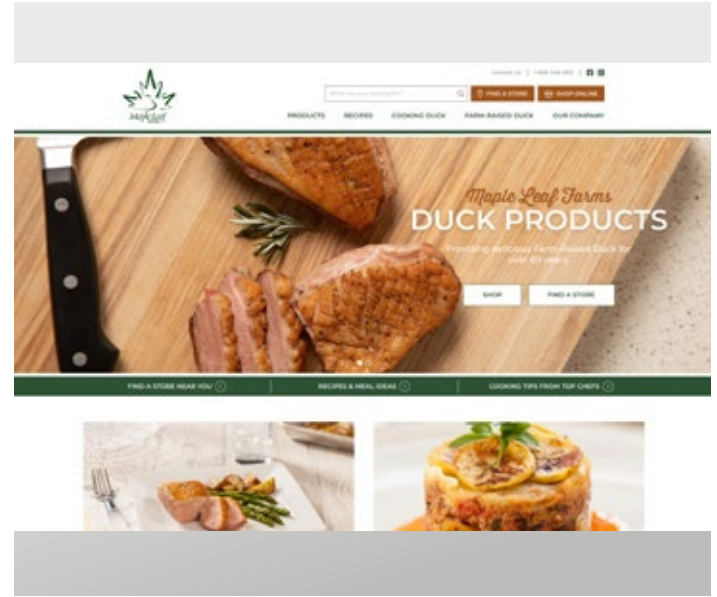 Contact Us
FIND A STORE
SHOP ONLINE
PRODUCTS RECIPES COOKING DUCK FARM RAISED DUCK OUR COMPANY
Maple Leaf Farms
DUCK PRODUCTS
Providing delicious Farm-Raised Duck for
over 60 years
SHOP FIND A STORE
FIND A STORE NEAR YOU RECIPES & MEAL IDEAS COOKING TIPS FROM TOP CHEFS